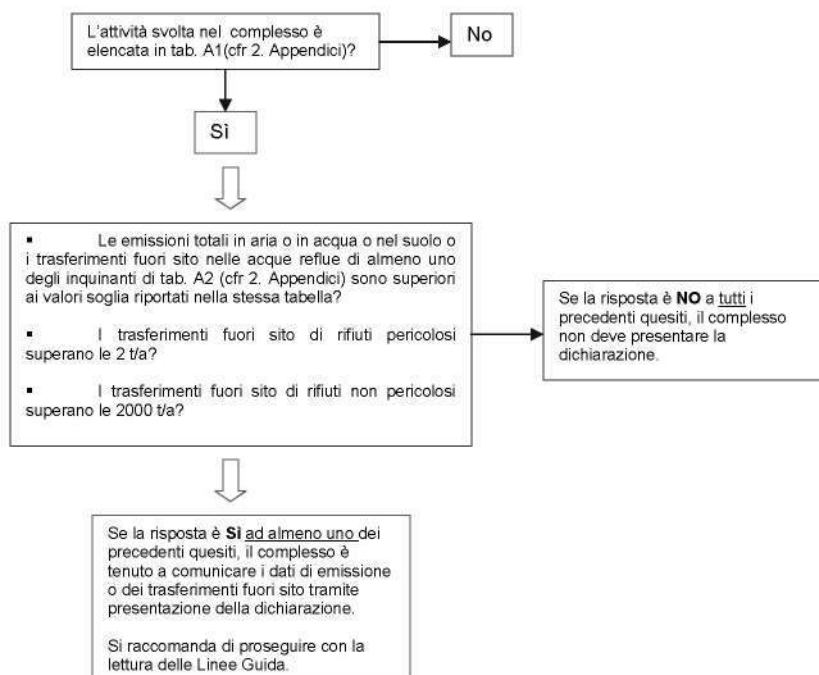 L'attività svolta nel complesso è
elencata in tab. A1(cfr 2. Appendici)?
No
Sì
▪ Le emissioni totali in aria o in acqua o nel suolo o
i trasferimenti fuori sito nelle acque reflue di almeno uno
degli inquinanti di tab. A2 (cfr 2. Appendici) sono superiori
ai valori soglia riportati nella stessa tabella?
▪ I trasferimenti fuori sito di rifiuti pericolosi
superano le 2 t/a?
▪ I trasferimenti fuori sito di rifiuti non pericolosi
superano le 2000 t/a?
Se la risposta è NO a tutti i
precedenti quesiti, il complesso
non deve presentare la
dichiarazione.
Se la risposta è Sì ad almeno uno dei
precedenti quesiti, il complesso è
tenuto a comunicare i dati di emissione
o dei trasferimenti fuori sito tramite
presentazione della dichiarazione.
Si raccomanda di proseguire con la
lettura delle Linee Guida.